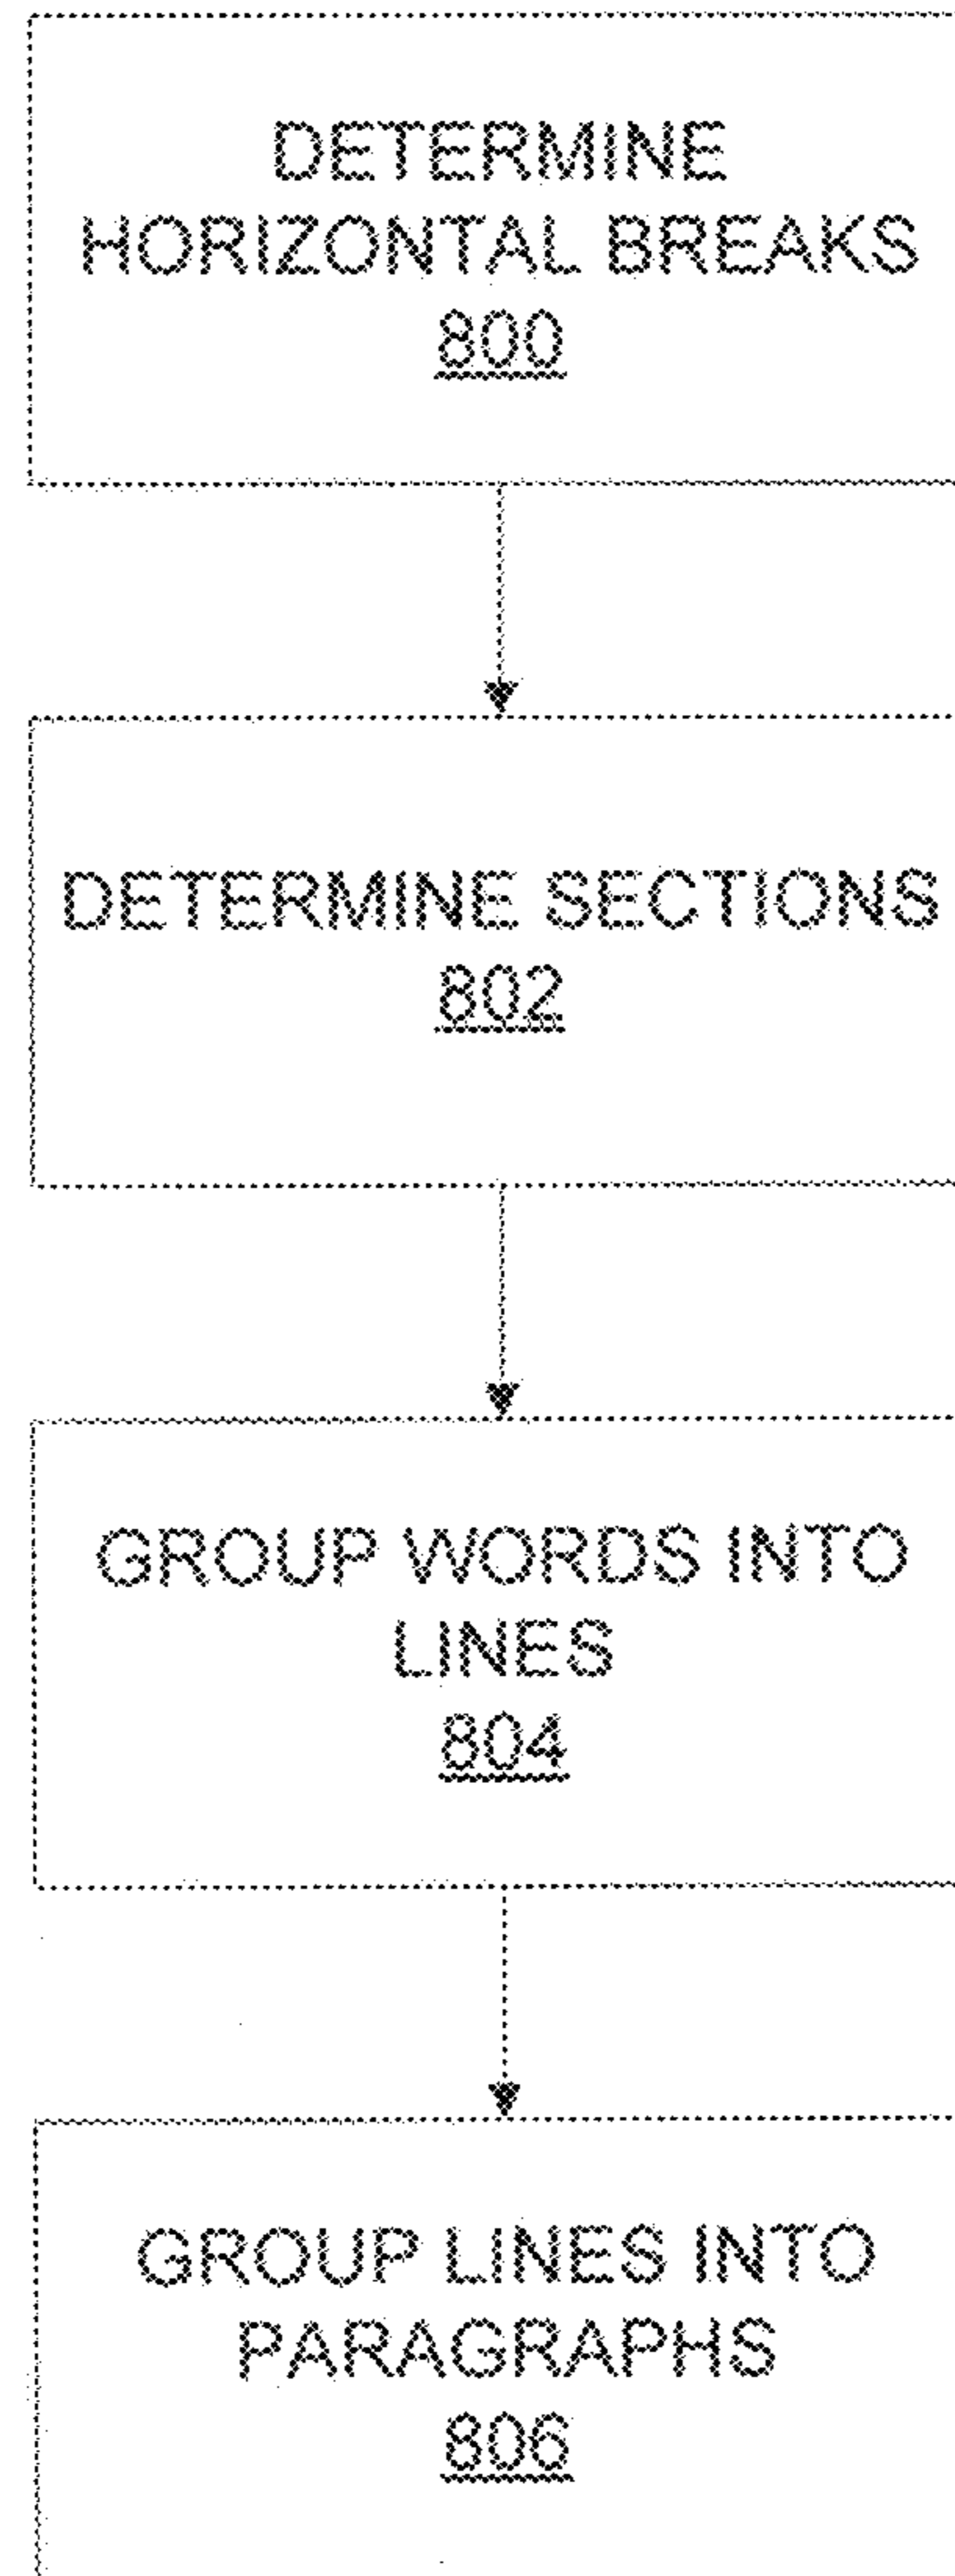 DETERMINE
HORIZONTAL BREAKS
800
DETERMINE SECTIONS
802
GROUP WORDS INTO
LINES
804
GROUP LINES INTO
PARAGRAPHS
806